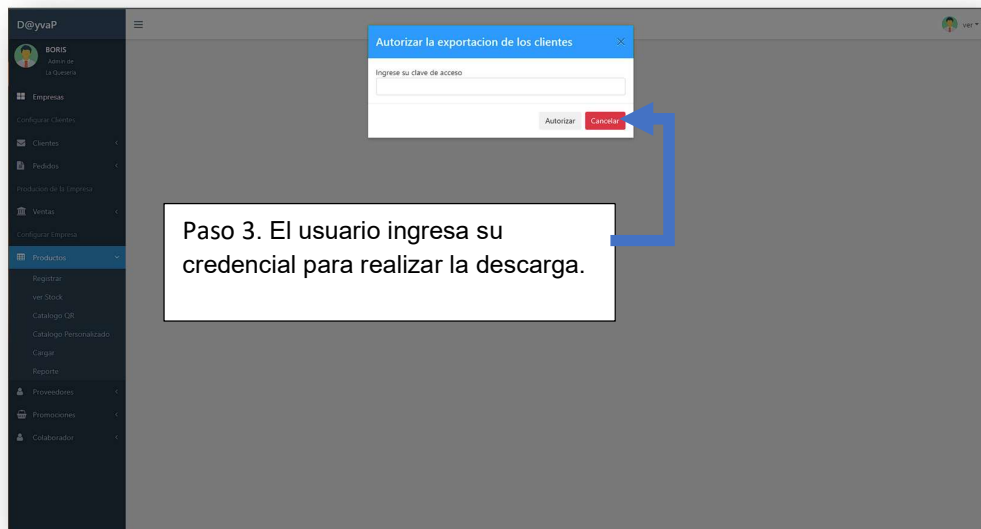 D@yvaP
BORIS
Admin de
La Queseria
Empresas
Configurar Clientes
Clientes
Pedidos
Produccion de la Empresa
Ventas
Configurar Empresa
Productos
Registrar
ver Stock
Catalogo QR
Catalogo Personalizado
Cargar
Reporte
Proveedores
Promociones
Colaborador
ver
Autorizar la exportacion de los clientes
Ingrese su clave de acceso
Autorizar
Cancelar
Paso 3. El usuario ingresa su
credencial para realizar la descarga.